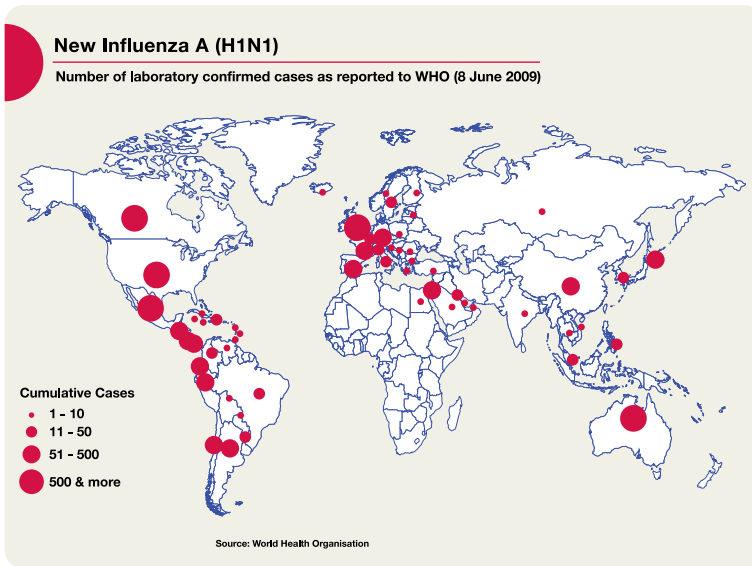 New Influenza A (H1N1)
Number of laboratory confirmed cases as reported to WHO (8 June 2009)
Cumulative Cases
1 - 10
11 - 50
51 - 500
500 & more
Source: World Health Organisation